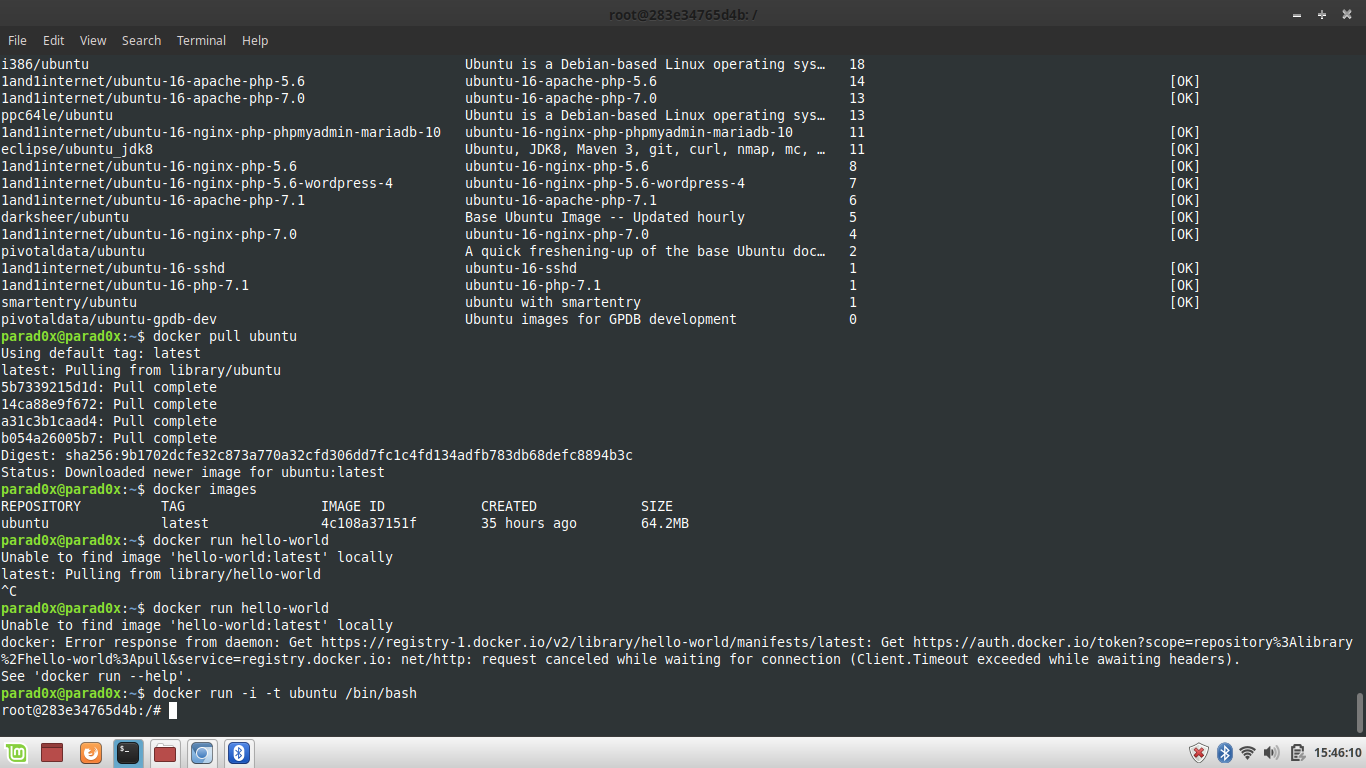 root@283e34765d4b: /
File Edit View Search Terminal Help
i386/ubuntu Ubuntu is a Debian-based Linux operating sys… 18
1and1internet/ubuntu-16-apache-php-5.6 ubuntu-16-apache-php-5.6 14 [OK]
1and1internet/ubuntu-16-apache-php-7.0 ubuntu-16-apache-php-7.0 13 [OK]
ppc64le/ubuntu Ubuntu is a Debian-based Linux operating sys… 13
1and1internet/ubuntu-16-nginx-php-phpmyadmin-mariadb-10 ubuntu-16-nginx-php-phpmyadmin-mariadb-10 11 [OK]
eclipse/ubuntu_jdk8 Ubuntu, JDK8, Maven 3, git, curl, nmap, mc, … 11 [OK]
1and1internet/ubuntu-16-nginx-php-5.6 ubuntu-16-nginx-php-5.6 8 [OK]
1and1internet/ubuntu-16-nginx-php-5.6-wordpress-4 ubuntu-16-nginx-php-5.6-wordpress-4 7 [OK]
1and1internet/ubuntu-16-apache-php-7.1 ubuntu-16-apache-php-7.1 6 [OK]
darksheer/ubuntu Base Ubuntu Image -- Updated hourly 5 [OK]
1and1internet/ubuntu-16-nginx-php-7.0 ubuntu-16-nginx-php-7.0 4 [OK]
pivotaldata/ubuntu A quick freshening-up of the base Ubuntu doc… 2
1and1internet/ubuntu-16-sshd ubuntu-16-sshd 1 [OK]
1and1internet/ubuntu-16-php-7.1 ubuntu-16-php-7.1 1 [OK]
smartentry/ubuntu ubuntu with smartentry 1 [OK]
pivotaldata/ubuntu-gpdb-dev Ubuntu images for GPDB development 0
parad0x@parad0x:~$ docker pull ubuntu
Using default tag: latest
latest: Pulling from library/ubuntu
5b7339215d1d: Pull complete
14ca88e9f672: Pull complete
a31c3b1caad4: Pull complete
b054a26005b7: Pull complete
Digest: sha256:9b1702dcfe32c873a770a32cfd306dd7fc1c4fd134adfb783db68defc8894b3c
Status: Downloaded newer image for ubuntu:latest
parad0x@parad0x:~$ docker images
REPOSITORY TAG IMAGE ID CREATED SIZE
ubuntu latest 4c108a37151f 35 hours ago 64.2MB
parad0x@parad0x:~$ docker run hello-world
Unable to find image 'hello-world:latest' locally
latest: Pulling from library/hello-world
^C
parad0x@parad0x:~$ docker run hello-world
Unable to find image 'hello-world:latest' locally
docker: Error response from daemon: Get https://registry-1.docker.io/v2/library/hello-world/manifests/latest: Get https://auth.docker.io/token?scope=repository%3Alibrary
%2Fhello-world%3Apull&service=registry.docker.io: net/http: request canceled while waiting for connection (Client.Timeout exceeded while awaiting headers).
See 'docker run --help'.
parad0x@parad0x:~$ docker run -i -t ubuntu /bin/bash
root@283e34765d4b:/#
15:46:10